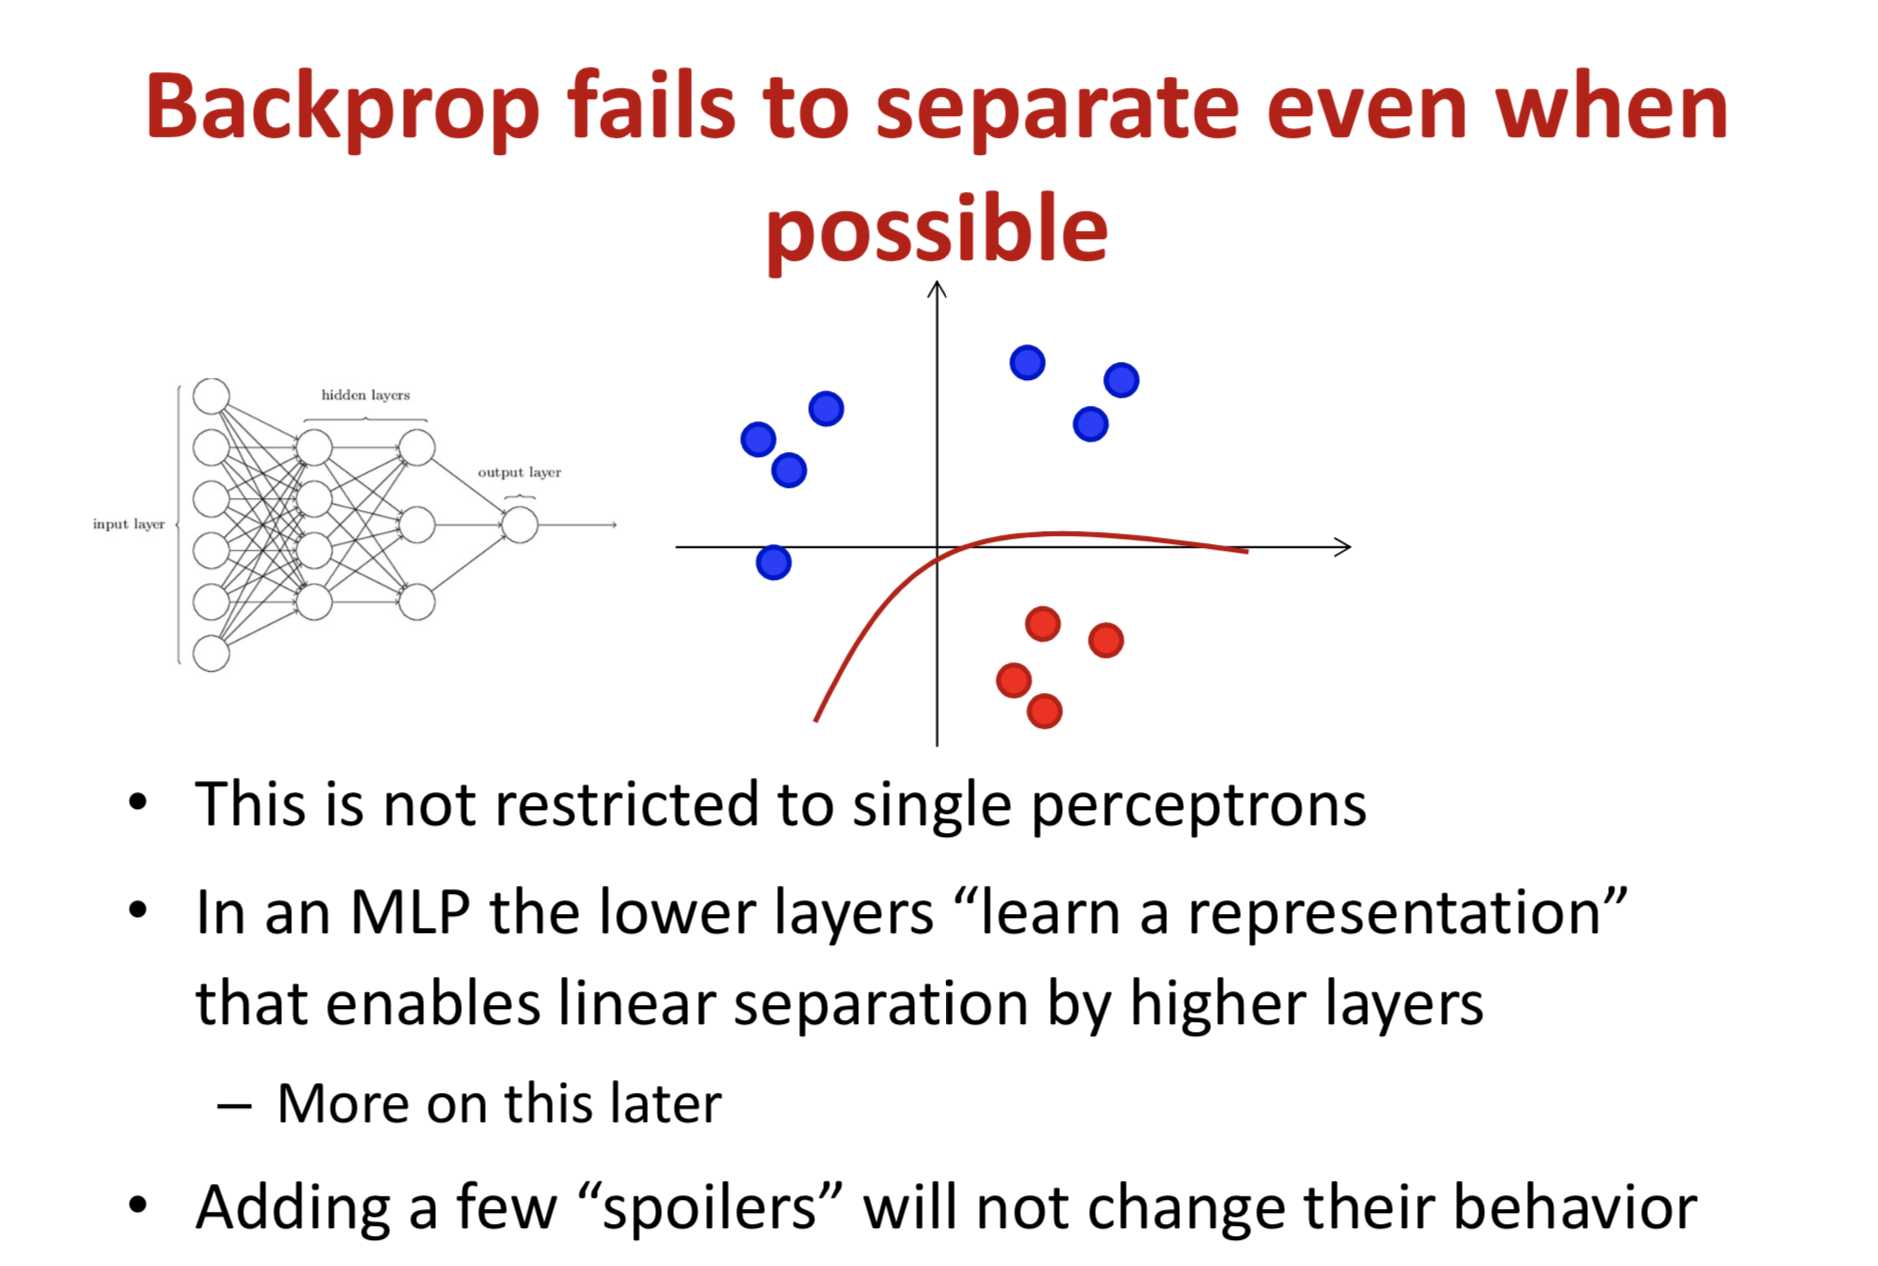 Backprop fails to separate even when
possible
hidden layers
output layer
input layer
• This is not restricted to single perceptrons
• In an MLP the lower layers “learn a representation”
that enables linear separation by higher layers
– More on this later
• Adding a few “spoilers” will not change their behavior